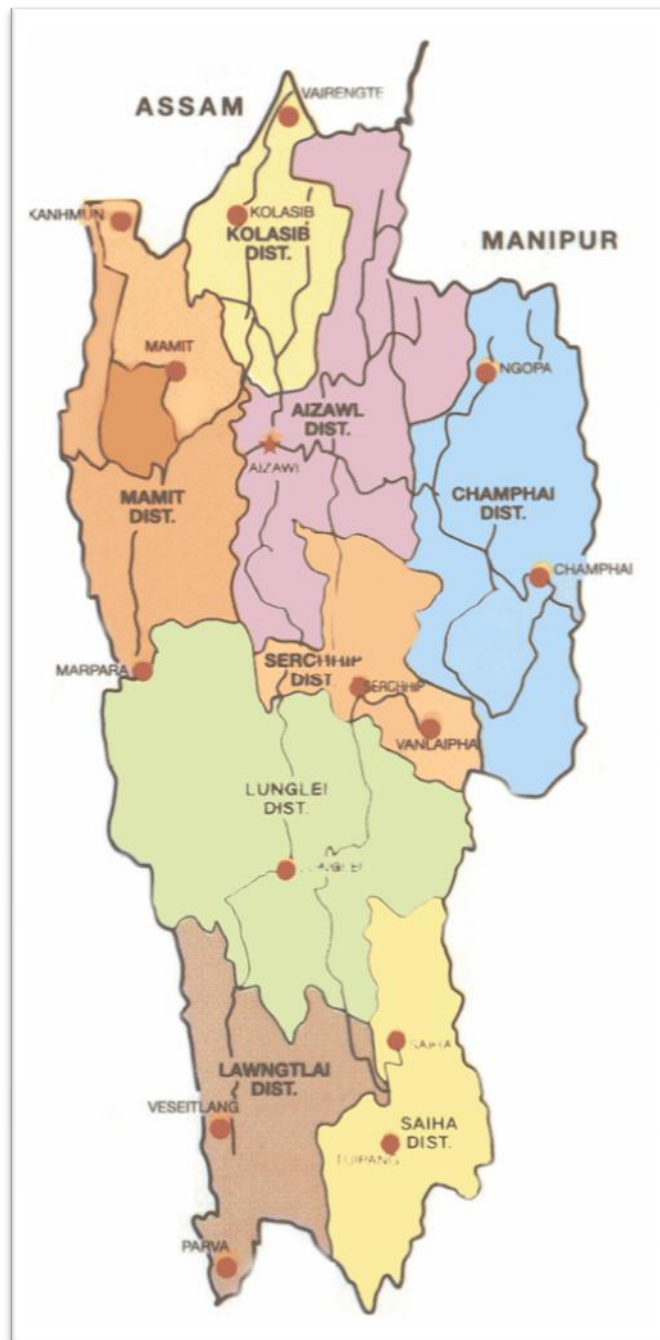 VAIRENGTE
ASSAM
KANHMUN
KOLASIB
KOLASIB
DIST.
MANIPUR
MAMIT
NGOPA
AIZAWL
DIST.
AIZAWL
MAMIT
DIST.
CHAMPHAI
DIST.
CHAMPHAI
MARPARA
SERCHHIP
DIST
SERCHHIP
VANLAIPHAI
LUNGLEI
DIST.
SAIHA
LAWNGTLAI
DIST.
VESEITLANG
SAIHA
DIST.
TUIPANG
PARVA